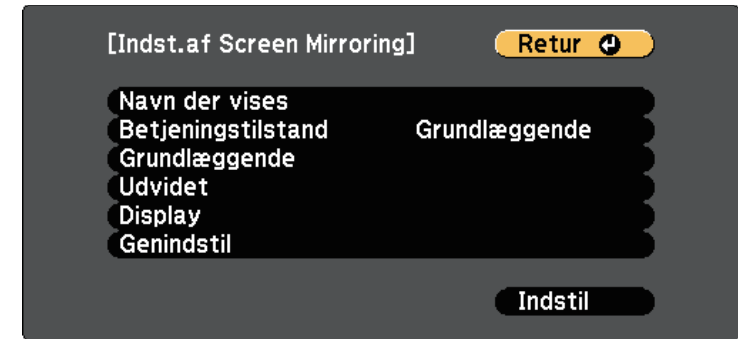 [Indst.af Screen Mirroring] Retur
Navn der vises
Betjeningstilstand Grundlæggende
Grundlæggende
Udvidet
Display
Genindstil
Indstil